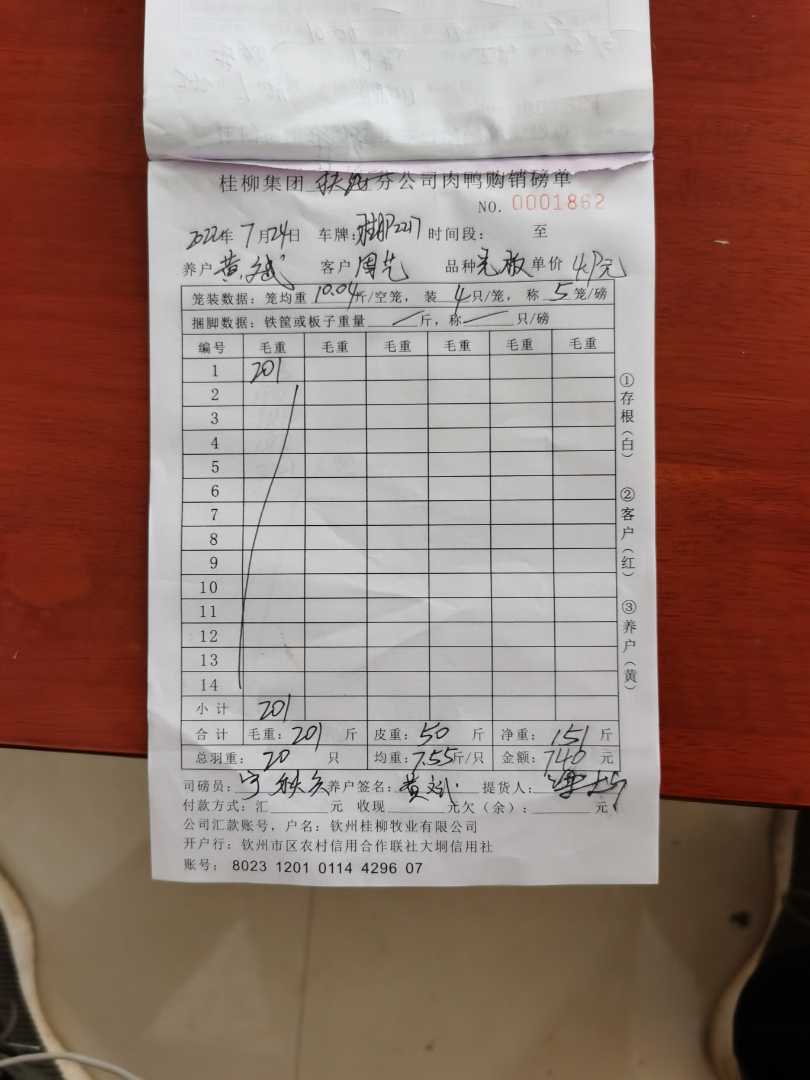 桂柳集团 分公司肉鸭购销磅单
NO. 0001862
2022年 7月24日 车牌: 时间段: 至
养户 黄 客户 周 品种 光板 单价 4.9元
笼装数据: 笼均重 10.04 斤/空笼, 装 4 只/笼, 称 5 笼/磅
捆脚数据: 铁筐或板子重量 斤, 称 只/磅
编号 毛重 毛重 毛重 毛重 毛重 毛重
1 201
2
3
4
5
6
7
8
9
10
11
12
13
14
小计 201
合计 毛重: 201 斤 皮重: 50 斤 净重: 151 斤
总羽重: 20 只 均重: 7.55 斤/只 金额: 740 元
司磅员: 宁 养户签名: 黄 提货人:
付款方式: 汇 元 收现 元欠(余): 元
公司汇款账号, 户名: 钦州桂柳牧业有限公司
开户行: 钦州市区农村信用合作联社大垌信用社
账号: 8023 1201 0114 4296 07
①存根(白) ②客户(红) ③养户(黄)